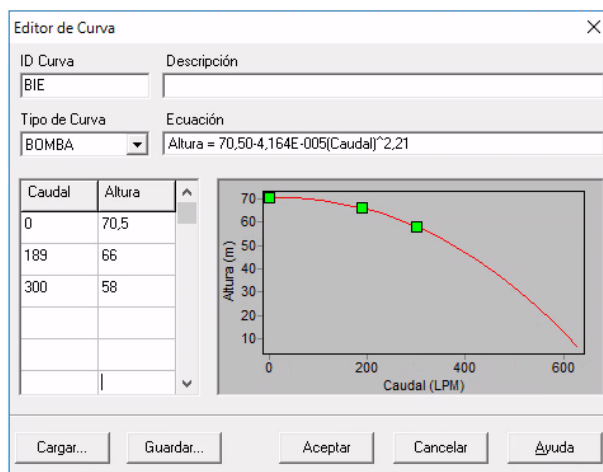 Editor de Curva
ID Curva Descripción
BIE
Tipo de Curva Ecuación
BOMBA Altura = 70,50-4,164E-005(Caudal)^2,21
Caudal Altura
0 70,5
189 66
300 58
Altura (m)
70
60
50
40
30
20
10
0 200 400 600
Caudal (LPM)
Cargar... Guardar... Aceptar Cancelar Ayuda